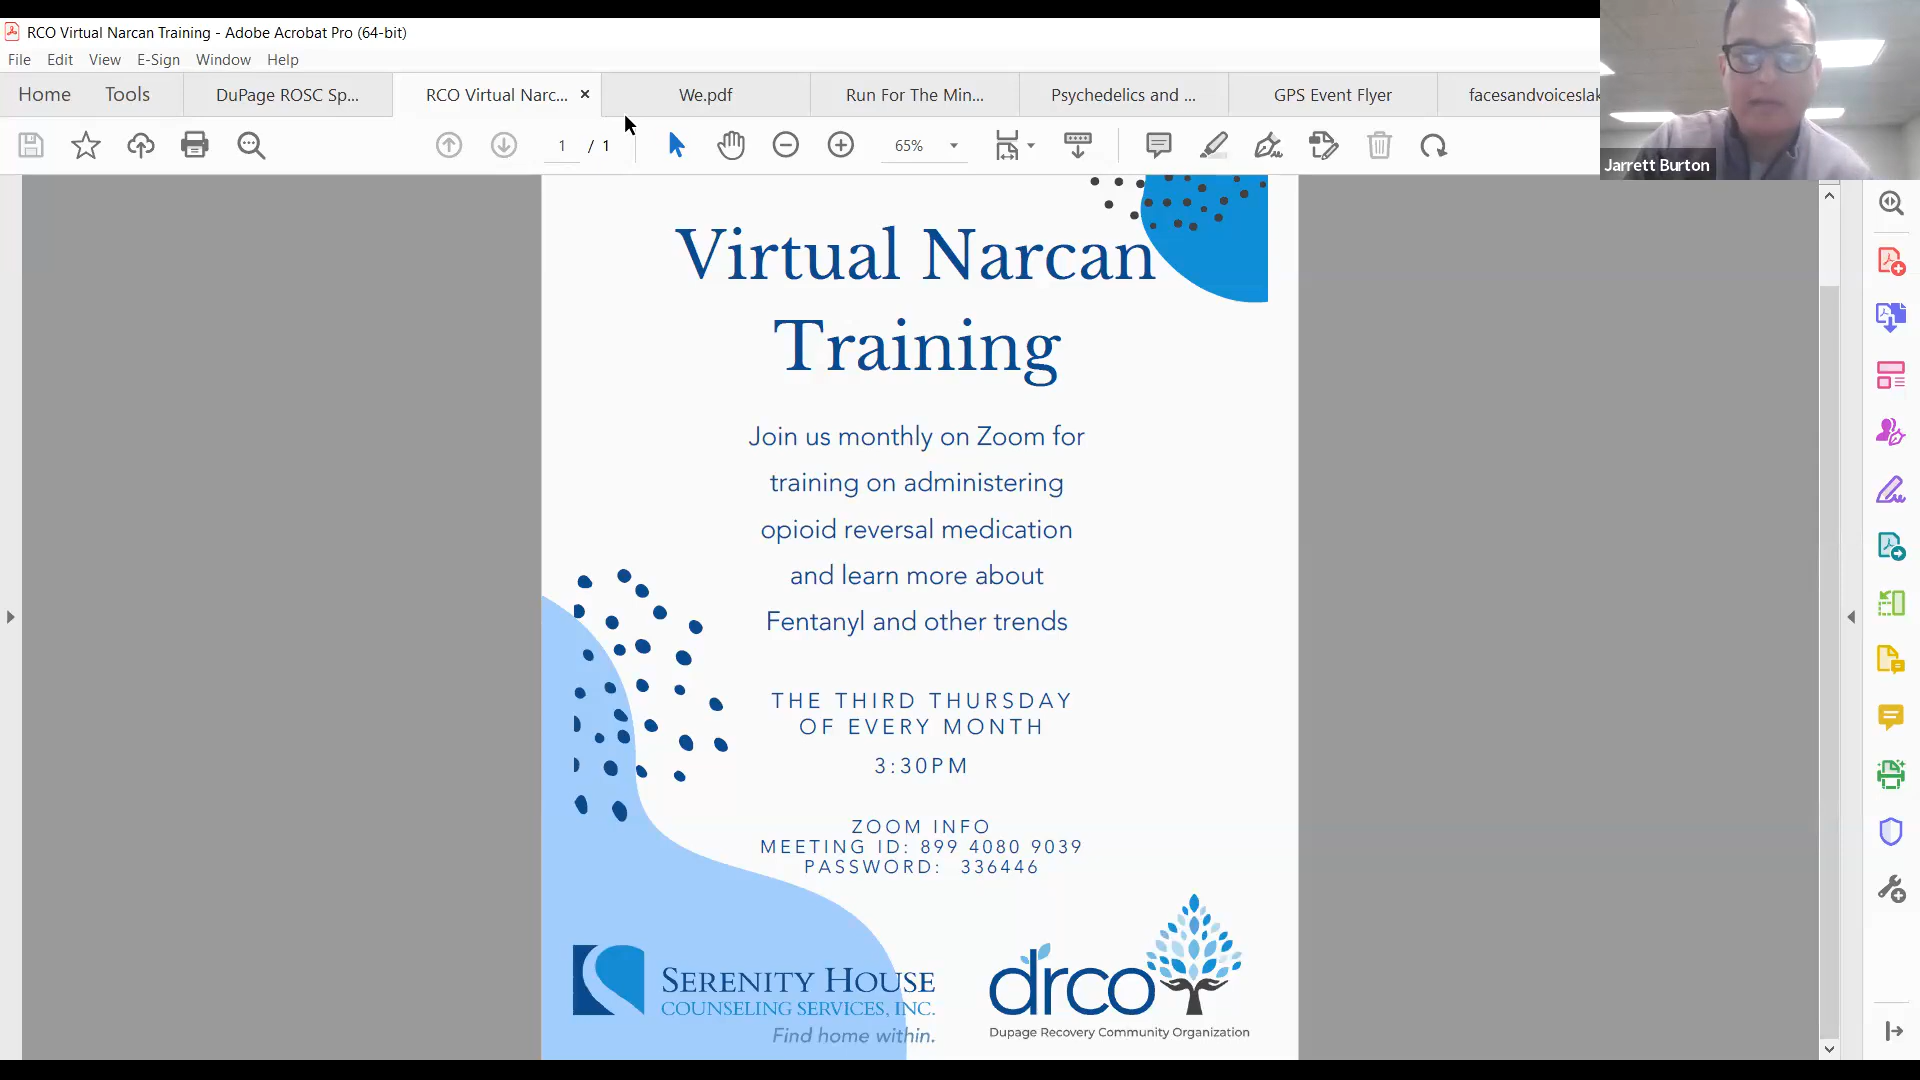 RCO Virtual Narcan Training - Adobe Acrobat Pro (64-bit)
File Edit View E-Sign Window Help
Home Tools DuPage ROSC Sp... RCO Virtual Narc... × We.pdf Run For The Min... Psychedelics and ... GPS Event Flyer facesandvoiceslak
1 / 1 65%
Jarrett Burton
Virtual Narcan
Training
Join us monthly on Zoom for
training on administering
opioid reversal medication
and learn more about
Fentanyl and other trends
THE THIRD THURSDAY
OF EVERY MONTH
3:30PM
ZOOM INFO
MEETING ID: 899 4080 9039
PASSWORD: 336446
SERENITY HOUSE
COUNSELING SERVICES, INC.
Find home within.
drco
Dupage Recovery Community Organization